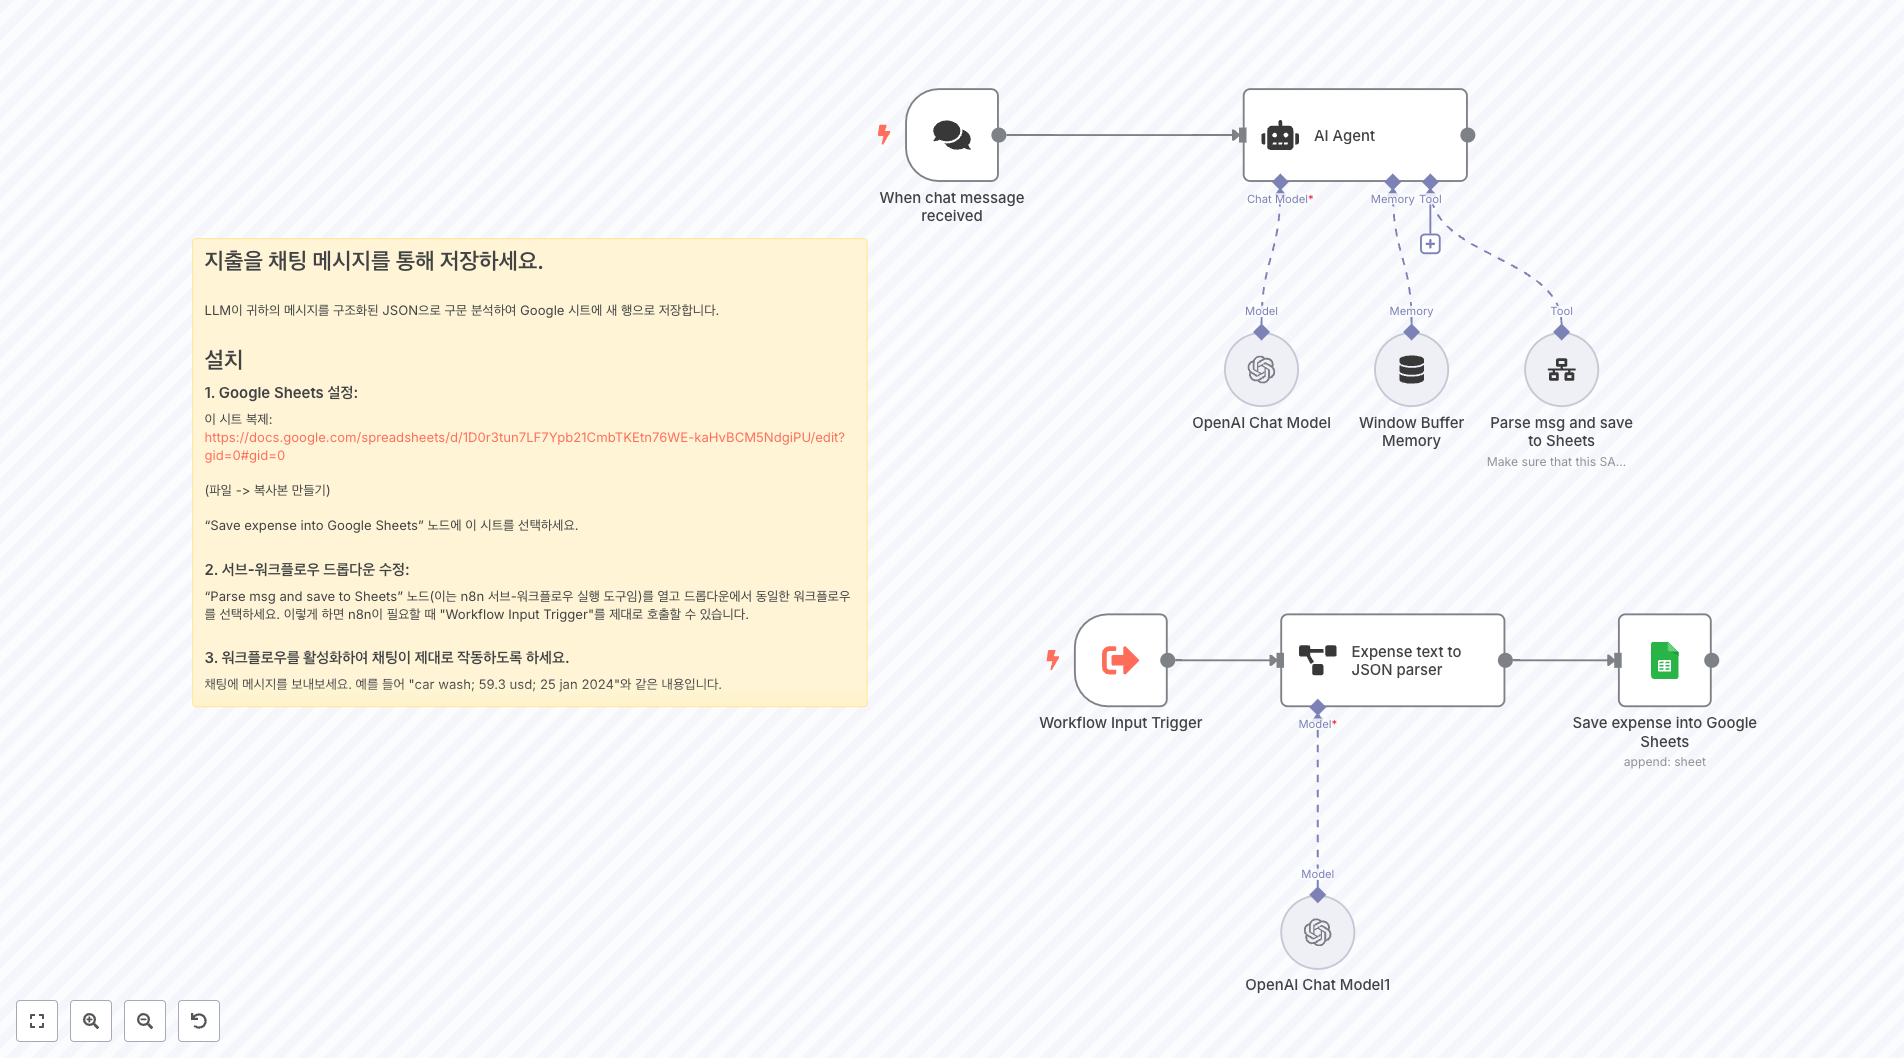 When chat message
received
AI Agent
Chat Model*
Memory
Tool
Model
Memory
Tool
OpenAI Chat Model
Window Buffer
Memory
Parse msg and save
to Sheets
Make sure that this SA...
지출을 채팅 메시지를 통해 저장하세요.
LLM이 귀하의 메시지를 구조화된 JSON으로 구문 분석하여 Google 시트에 새 행으로 저장합니다.
설치
1. Google Sheets 설정:
이 시트 복제:
https://docs.google.com/spreadsheets/d/1D0r3tun7LF7Ypb21CmbTKEtn76WE-kaHvBCM5NdgiPU/edit?
gid=0#gid=0
(파일 -> 복사본 만들기)
“Save expense into Google Sheets” 노드에 이 시트를 선택하세요.
2. 서브-워크플로우 드롭다운 수정:
“Parse msg and save to Sheets” 노드(이는 n8n 서브-워크플로우 실행 도구임)를 열고 드롭다운에서 동일한 워크플로우
를 선택하세요. 이렇게 하면 n8n이 필요할 때 "Workflow Input Trigger"를 제대로 호출할 수 있습니다.
3. 워크플로우를 활성화하여 채팅이 제대로 작동하도록 하세요.
채팅에 메시지를 보내보세요. 예를 들어 "car wash; 59.3 usd; 25 jan 2024"와 같은 내용입니다.
Workflow Input Trigger
Expense text to
JSON parser
Model*
Save expense into Google
Sheets
append: sheet
Model
OpenAI Chat Model1